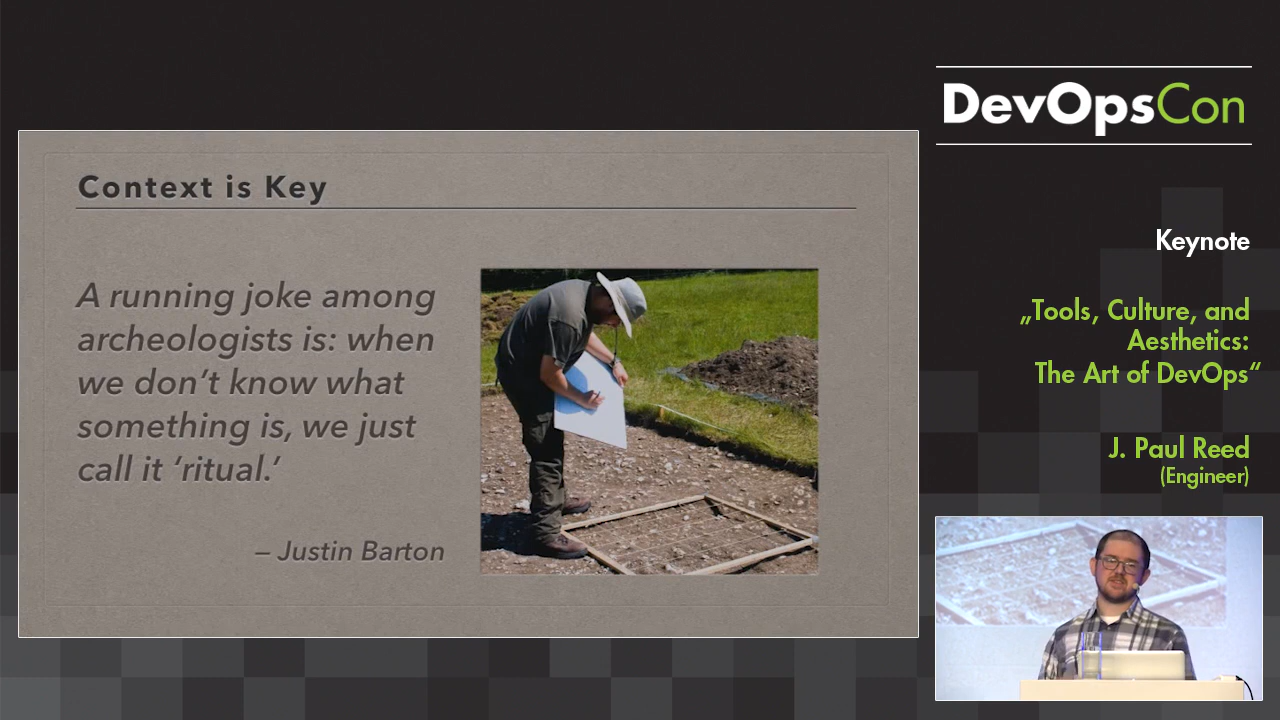 DevOpsCon
Context is Key
A running joke among
archeologists is: when
we don’t know what
something is, we just
call it ‘ritual.’
– Justin Barton
Keynote
„Tools, Culture, and
Aesthetics:
The Art of DevOps“
J. Paul Reed
(Engineer)